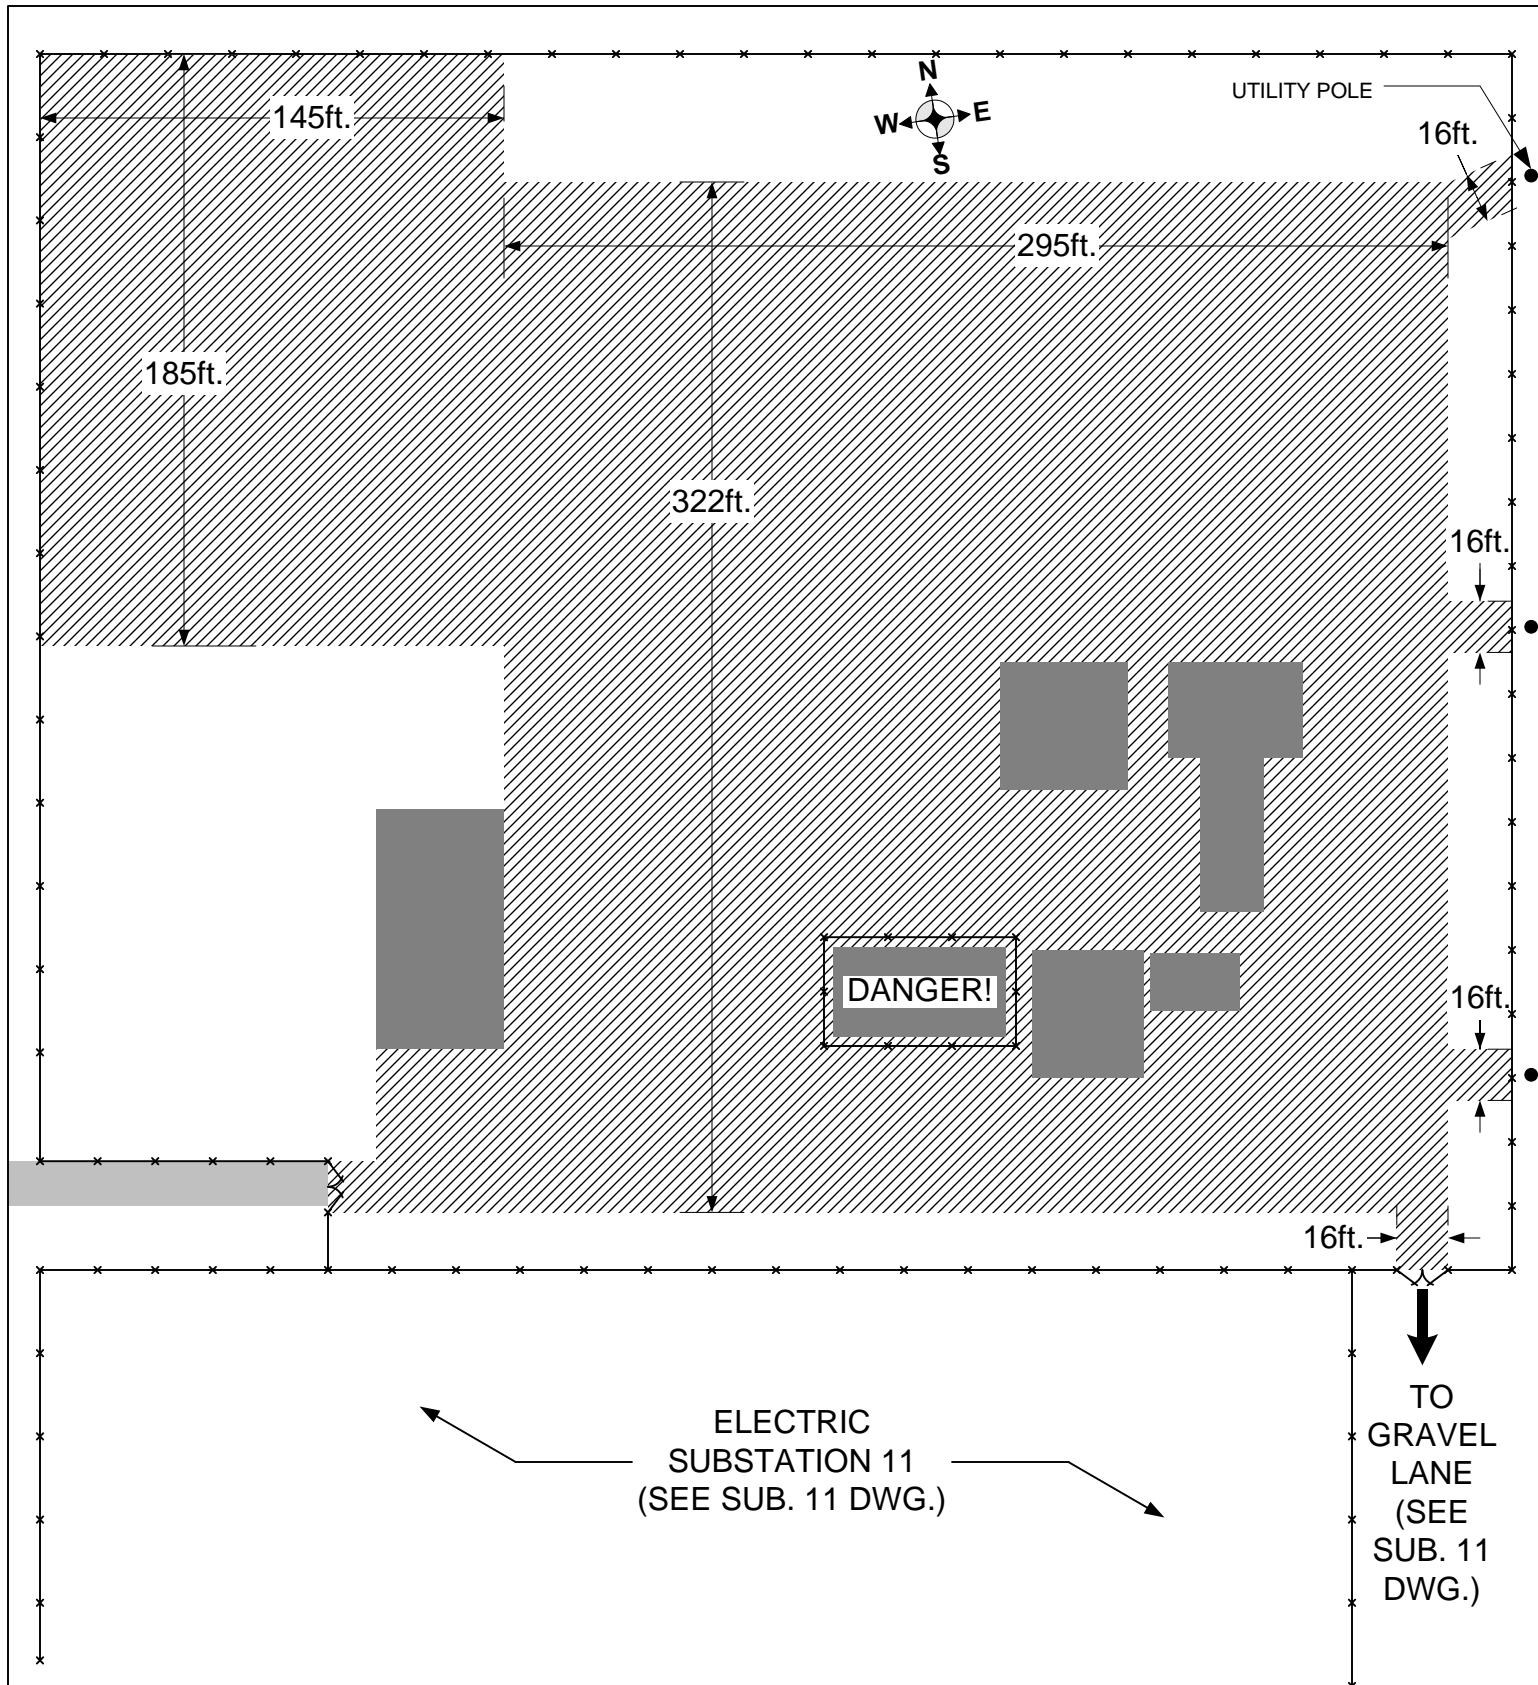 N
UTILITY POLE
W
E
145ft.
16ft.
S
295ft.
185ft.
322ft.
16ft.
DANGER!
16ft.
16ft.
ELECTRIC
SUBSTATION 11
(SEE SUB. 11 DWG.)
TO
GRAVEL
LANE
(SEE
SUB. 11
DWG.)